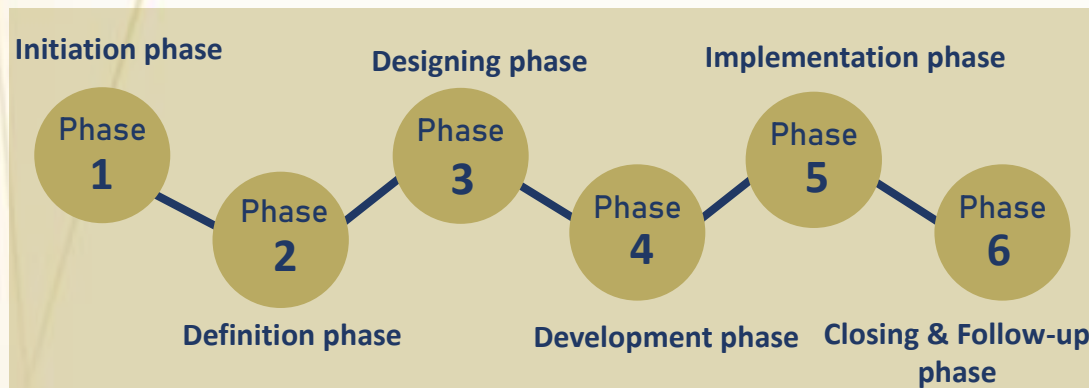 Initiation phase
Designing phase
Implementation phase
Phase
1
Phase
2
Phase
3
Phase
4
Phase
5
Phase
6
Definition phase
Development phase
Closing & Follow-up
phase